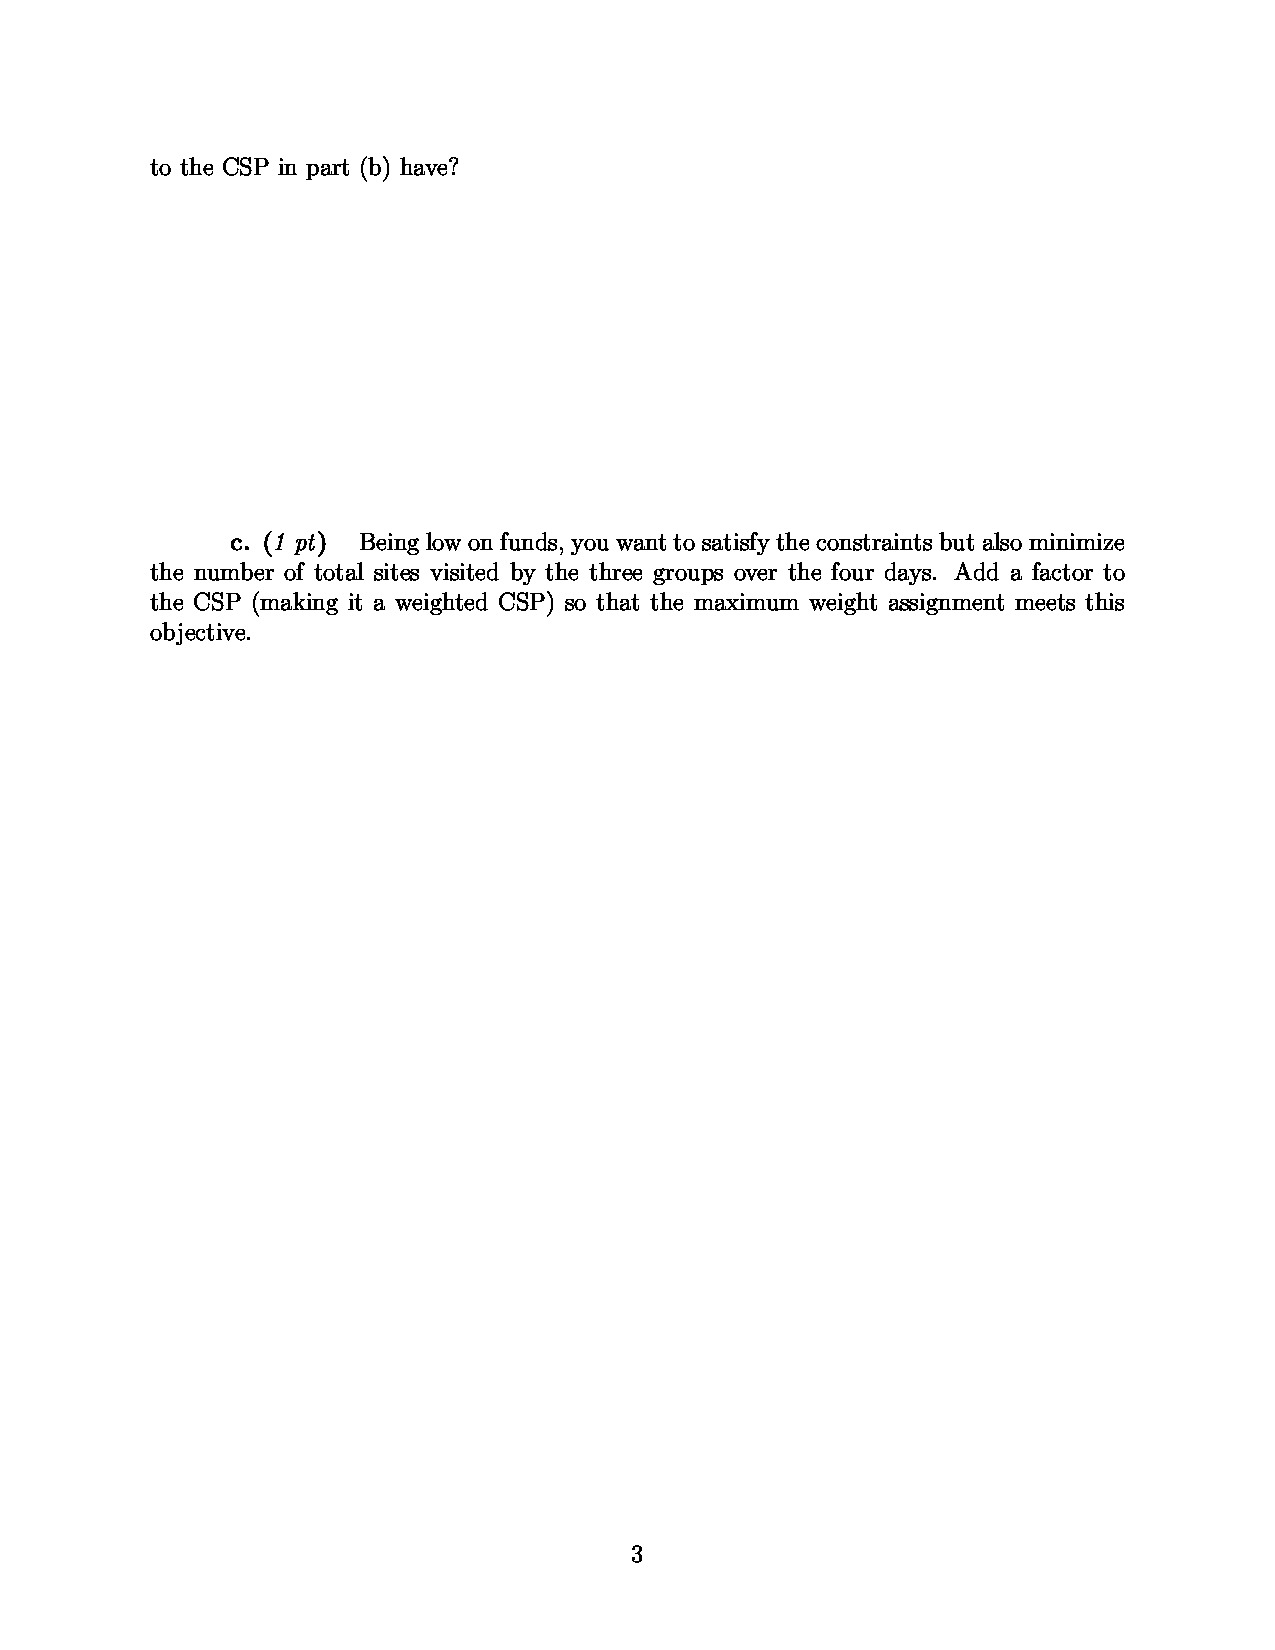 to the CSP in part (b) have?
c. (1 pt) Being low on funds, you want to satisfy the constraints but also minimize
the number of total sites visited by the three groups over the four days. Add a factor to
the CSP (making it a weighted CSP) so that the maximum weight assignment meets this
objective.
3